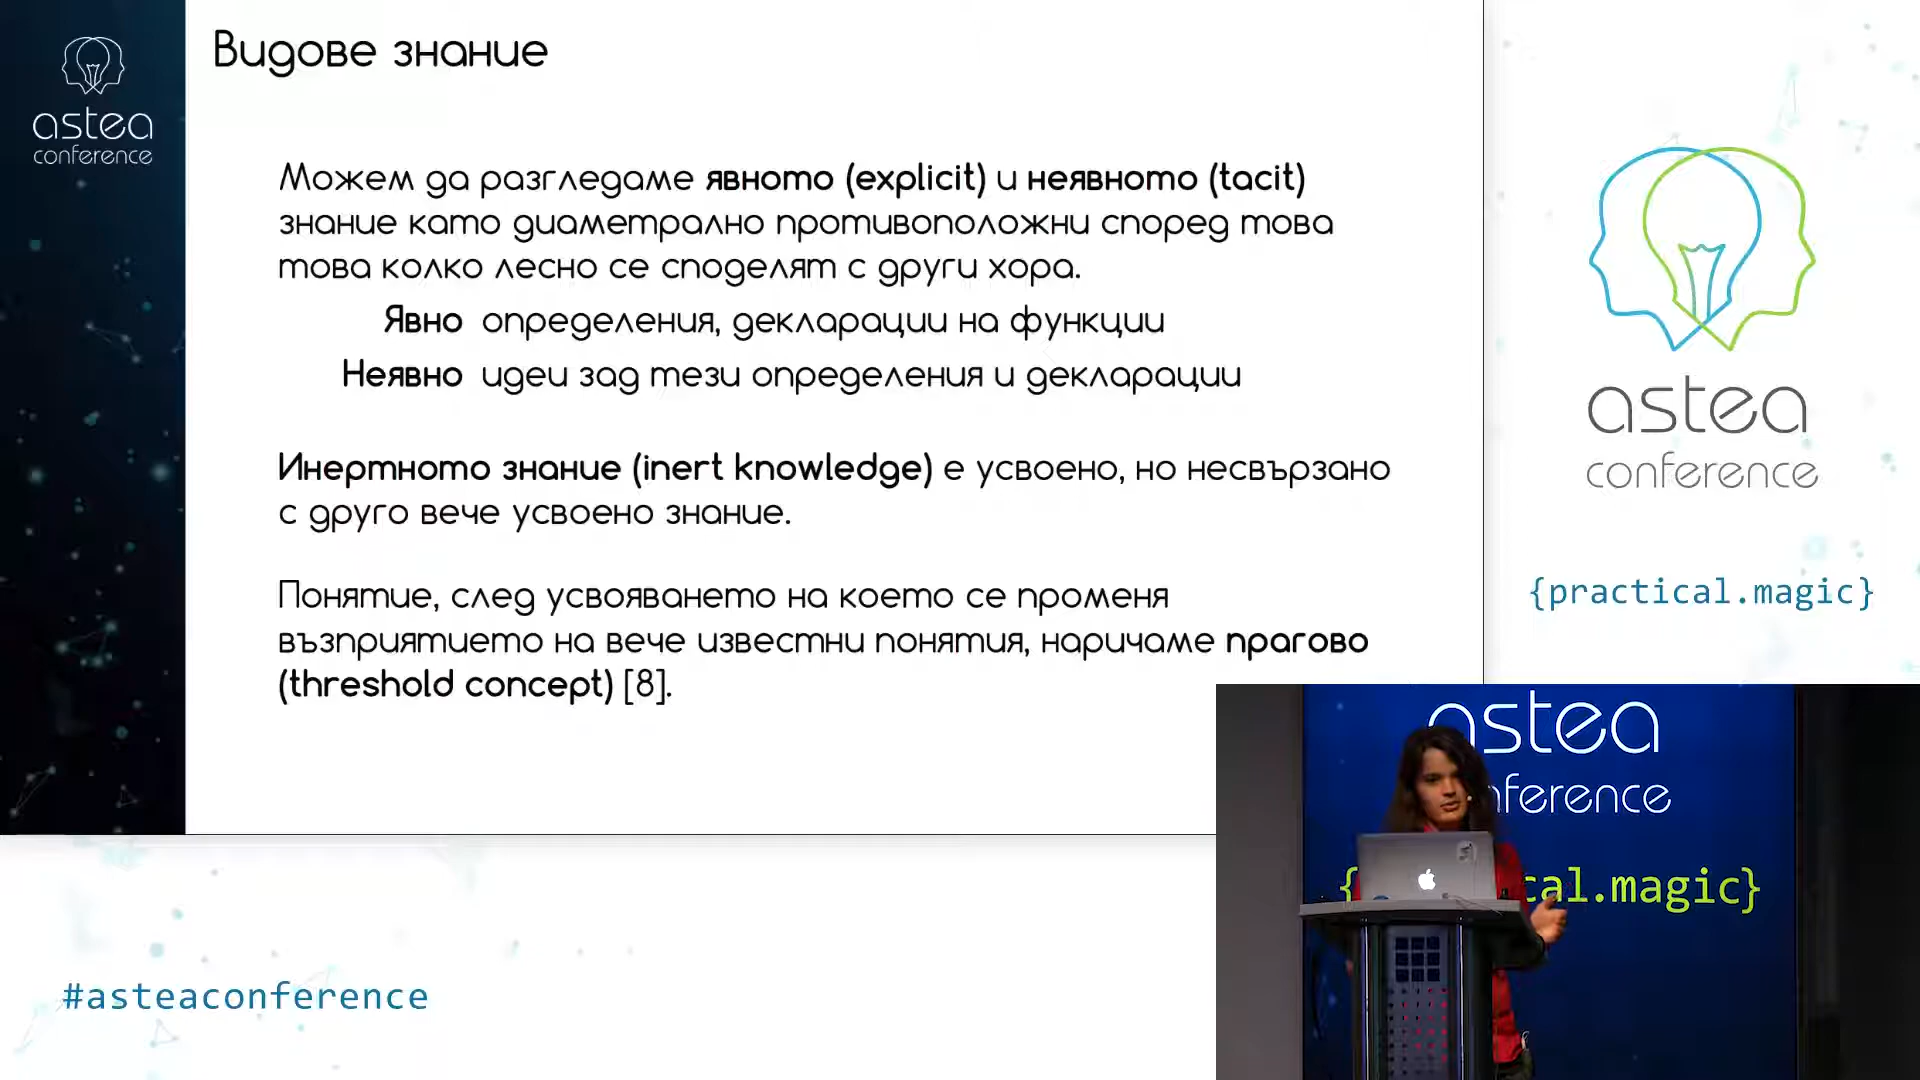 Видове знание
astea
conference
Можем да разгледаме явното (explicit) и неявното (tacit)
знание като диаметрално противоположни според това
това колко лесно се споделят с други хора.
Явно определения, декларации на функции
Неявно идеи зад тези определения и декларации
Инертното знание (inert knowledge) е усвоено, но несвързано
с друго вече усвоено знание.
Понятие, след усвояването на което се променя
възприятието на вече известни понятия, наричаме прагово
(threshold concept) [8].
astea
conference
{practical.magic}
astea
nference
{ cal.magic}
#asteaconference